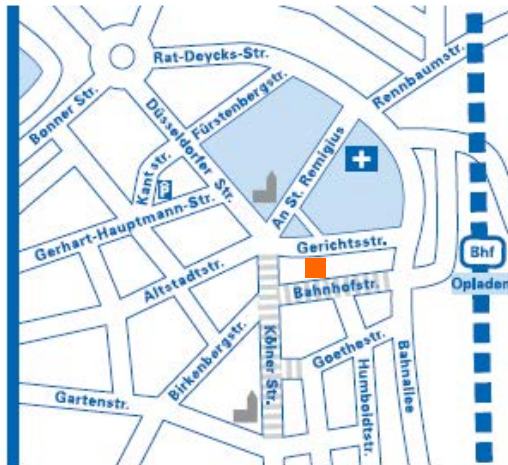 Rat-Deycks-Str.
Rennbaumstr.
Bonner Str.
Düsseldorfer Str.
Fürstenbergstr.
Kantstr.
P
An St. Remigius
Gerhart-Hauptmann-Str.
Gerichtsstr.
Bhf
Opladen
Altstadtstr.
Bahnhofstr.
Kölner Str.
Birkenbergstr.
Goethestr.
Humboldtstr.
Bahnallee
Gartenstr.